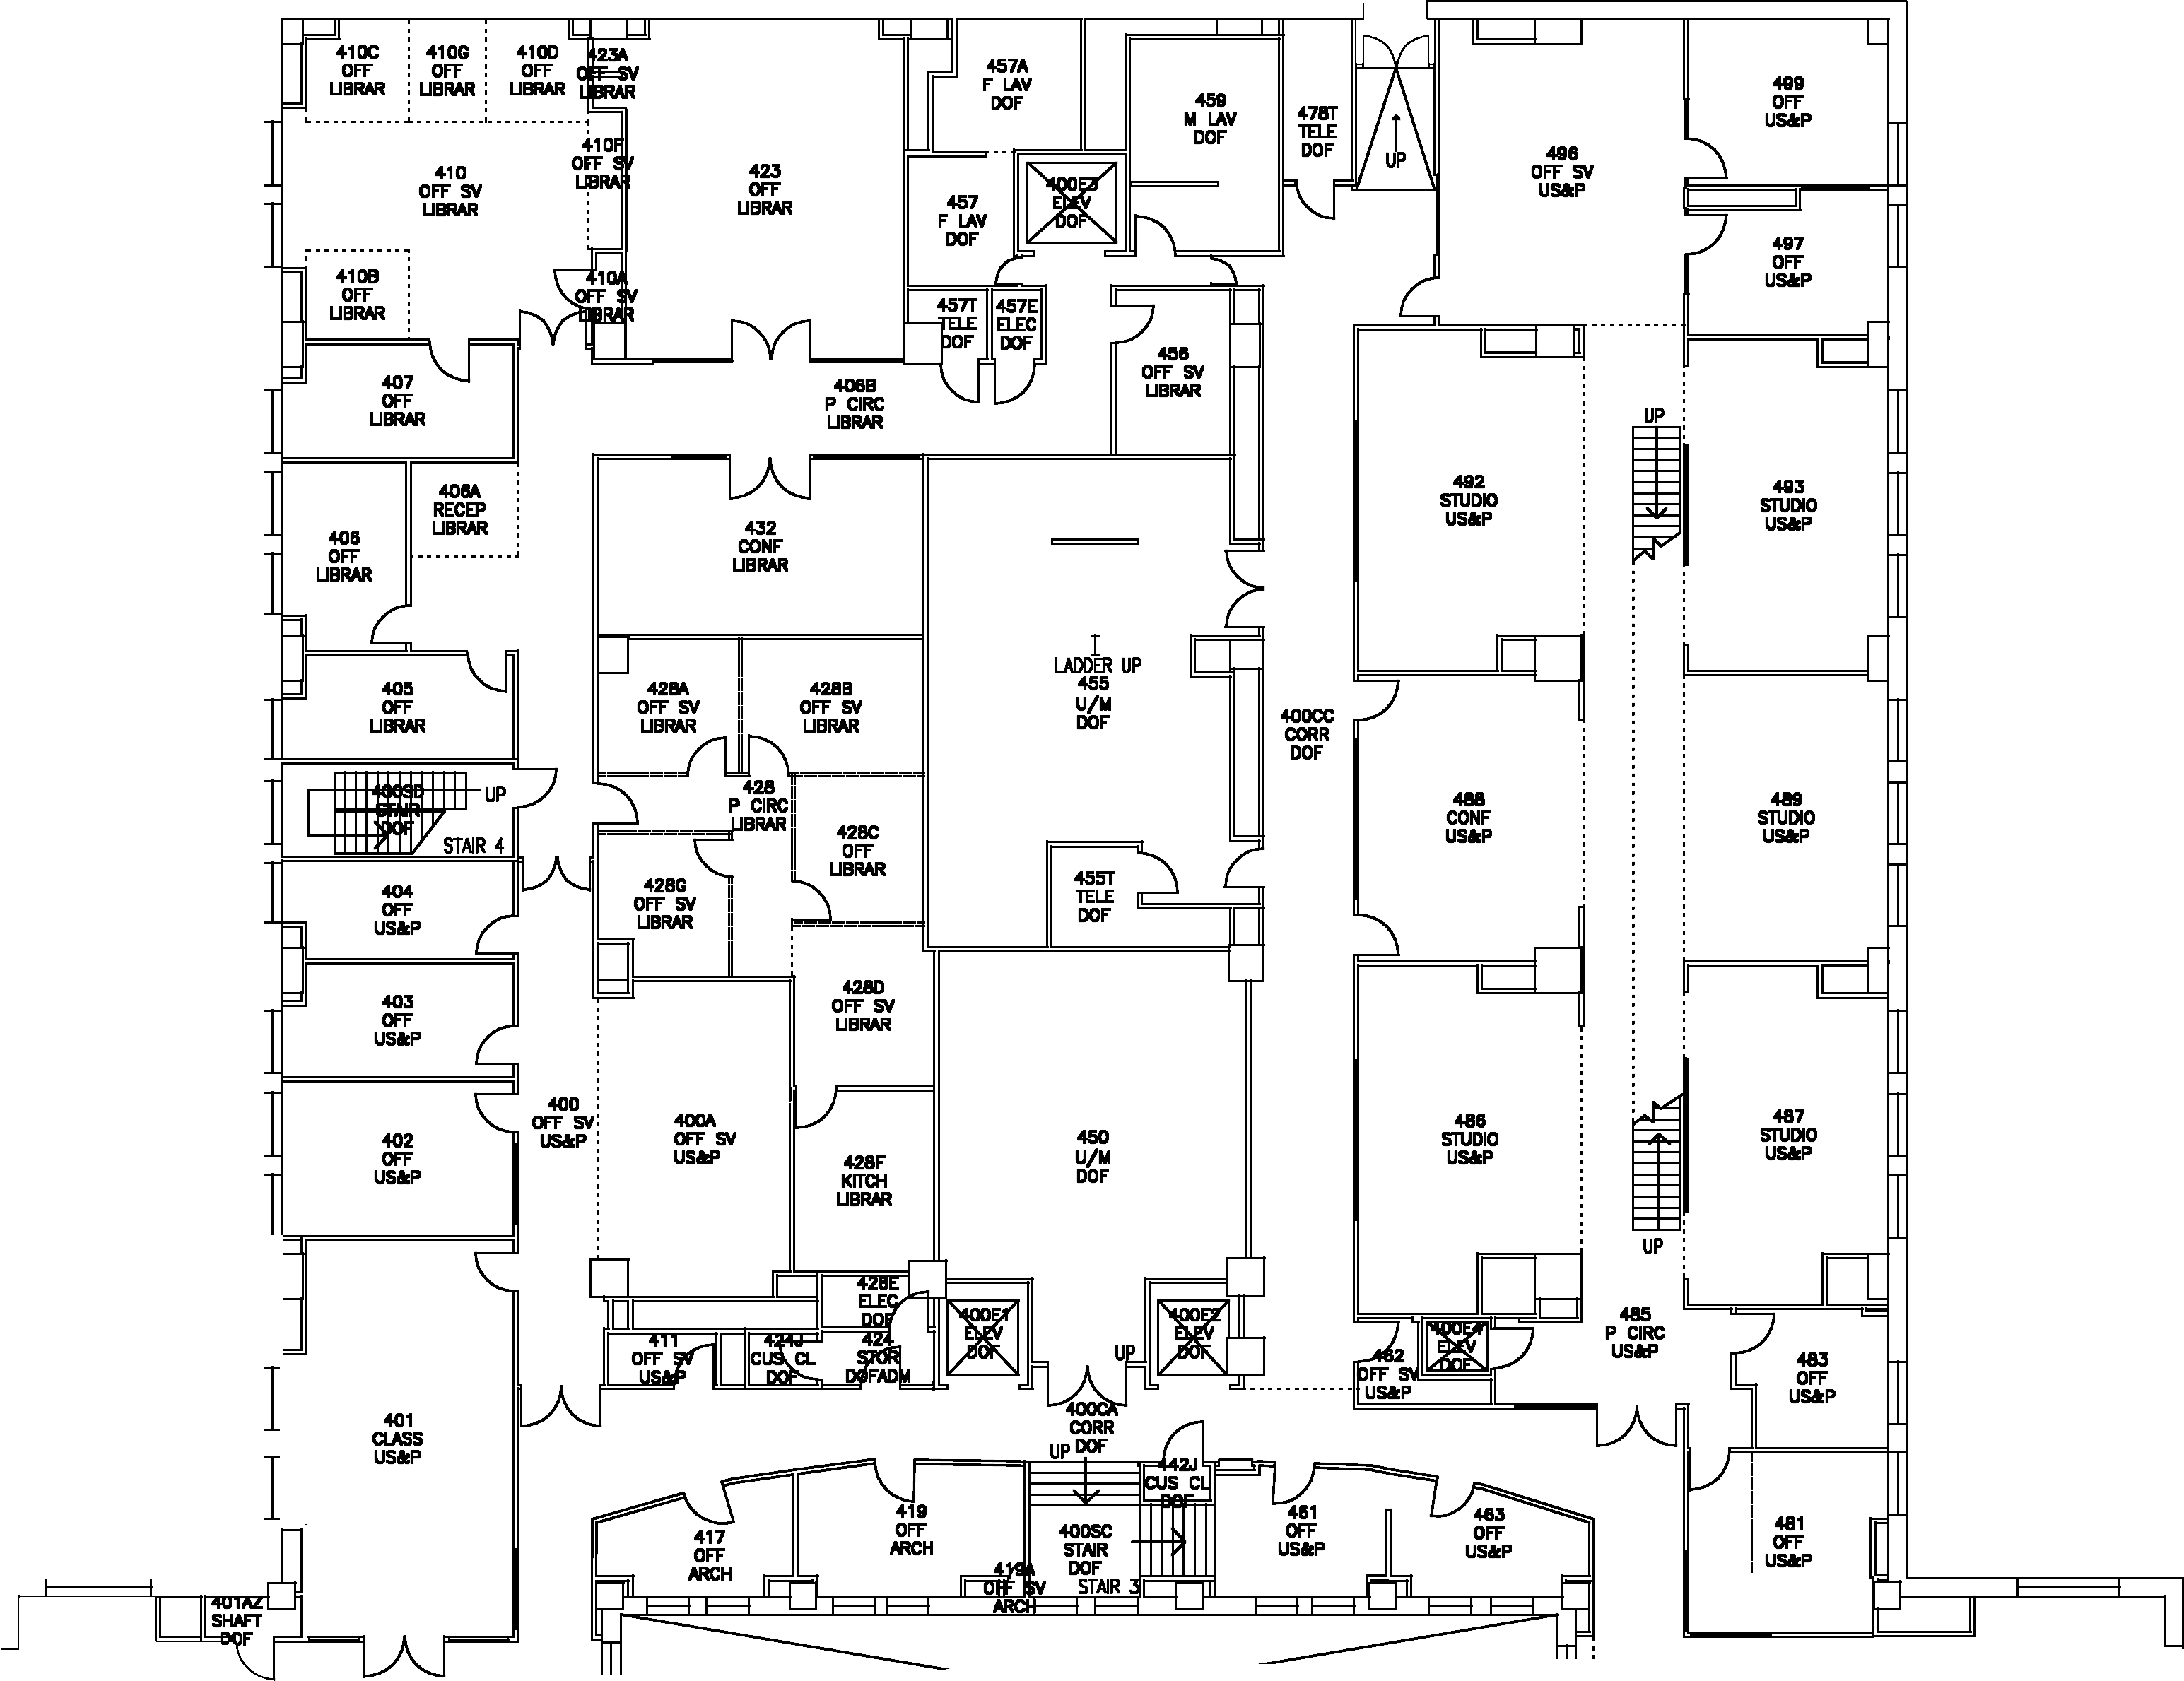 410C
OFF
LIBRAR
410G
OFF
LIBRAR
410D
OFF
LIBRAR
423A
OFF SV
LIBRAR
457A
F LAV
DOF
459
M LAV
DOF
478T
TELE
DOF
UP
496
OFF SV
US&P
499
OFF
US&P
410
OFF SV
LIBRAR
410F
OFF SV
LIBRAR
423
OFF
LIBRAR
457
F LAV
DOF
400E3
ELEV
DOF
497
OFF
US&P
410B
OFF
LIBRAR
410A
OFF SV
LIBRAR
457T
TELE
DOF
457E
ELEC
DOF
456
OFF SV
LIBRAR
407
OFF
LIBRAR
406B
P CIRC
LIBRAR
UP
406A
RECEP
LIBRAR
406
OFF
LIBRAR
432
CONF
LIBRAR
492
STUDIO
US&P
493
STUDIO
US&P
405
OFF
LIBRAR
428A
OFF SV
LIBRAR
428B
OFF SV
LIBRAR
LADDER UP
455
U/M
DOF
400CC
CORR
DOF
400SD
STAIR
DOF
UP
STAIR 4
428
P CIRC
LIBRAR
428C
OFF
LIBRAR
488
CONF
US&P
489
STUDIO
US&P
404
OFF
US&P
428G
OFF SV
LIBRAR
455T
TELE
DOF
403
OFF
US&P
428D
OFF SV
LIBRAR
402
OFF
US&P
400
OFF SV
US&P
400A
OFF SV
US&P
428F
KITCH
LIBRAR
450
U/M
DOF
486
STUDIO
US&P
487
STUDIO
US&P
UP
428E
ELEC
DOF
411
OFF SV
US&P
424J
CUS CL
DOF
424
STOR
DOFADM
400E1
ELEV
DOF
UP
400E2
ELEV
DOF
462
OFF SV
US&P
400E4
ELEV
DOF
485
P CIRC
US&P
483
OFF
US&P
401
CLASS
US&P
400CA
CORR
DOF
UP
442J
CUS CL
DOF
417
OFF
ARCH
419
OFF
ARCH
400SC
STAIR
DOF
STAIR 3
419A
OFF SV
ARCH
461
OFF
US&P
463
OFF
US&P
481
OFF
US&P
401AZ
SHAFT
DOF